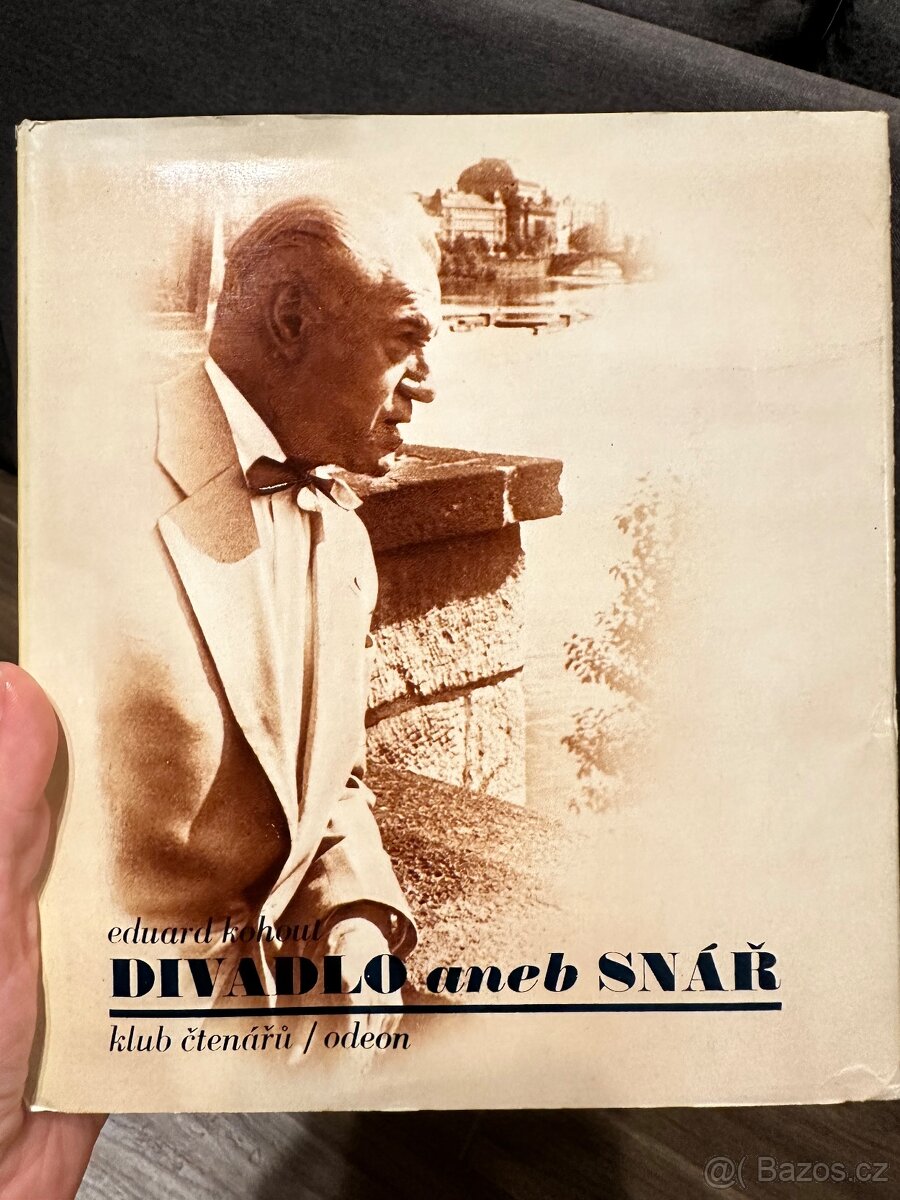 eduard kohout
DIVADLO aneb SNÁŘ
klub čtenářů / odeon
@( Bazos.cz